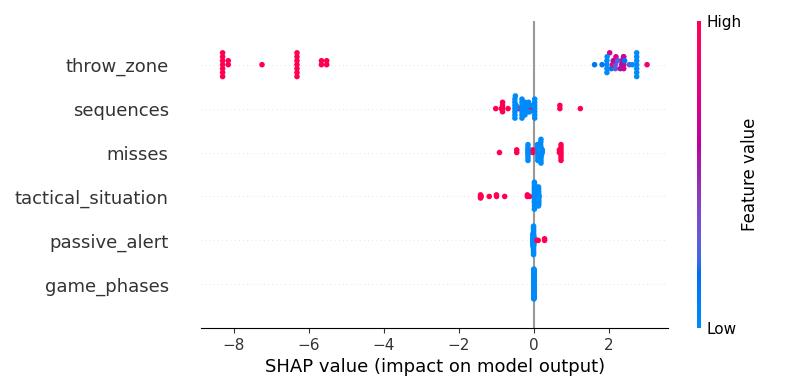 High
throw_zone
sequences
misses
tactical_situation
passive_alert
game_phases
Feature value
Low
−8 −6 −4 −2 0 2
SHAP value (impact on model output)